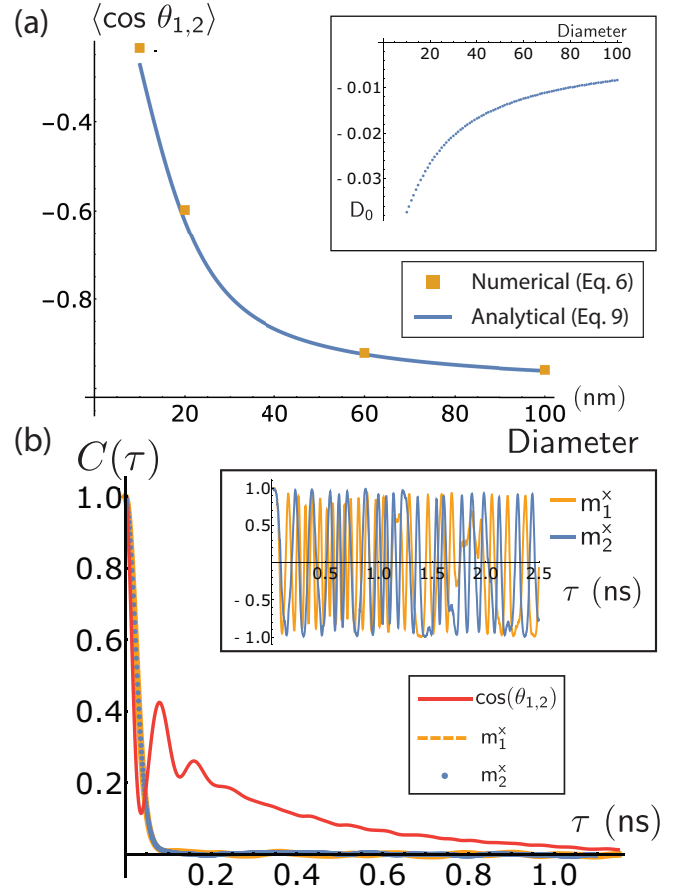 (a)
⟨cos θ1,2⟩
−0.4
−0.6
−0.8
20
40
60
80
100
(nm)
Diameter
Diameter
20 40 60 80 100
- 0.01
- 0.02
- 0.03
D0
Numerical (Eq. 6)
Analytical (Eq. 9)
(b)
C(τ)
1.0
0.8
0.6
0.4
0.2
0.2 0.4 0.6 0.8 1.0
τ (ns)
1.0
0.5
- 0.5
- 1.0
0.5 1.0 1.5 2.0 2.5
τ (ns)
m1^x
m2^x
cos(θ1,2)
m1^x
m2^x